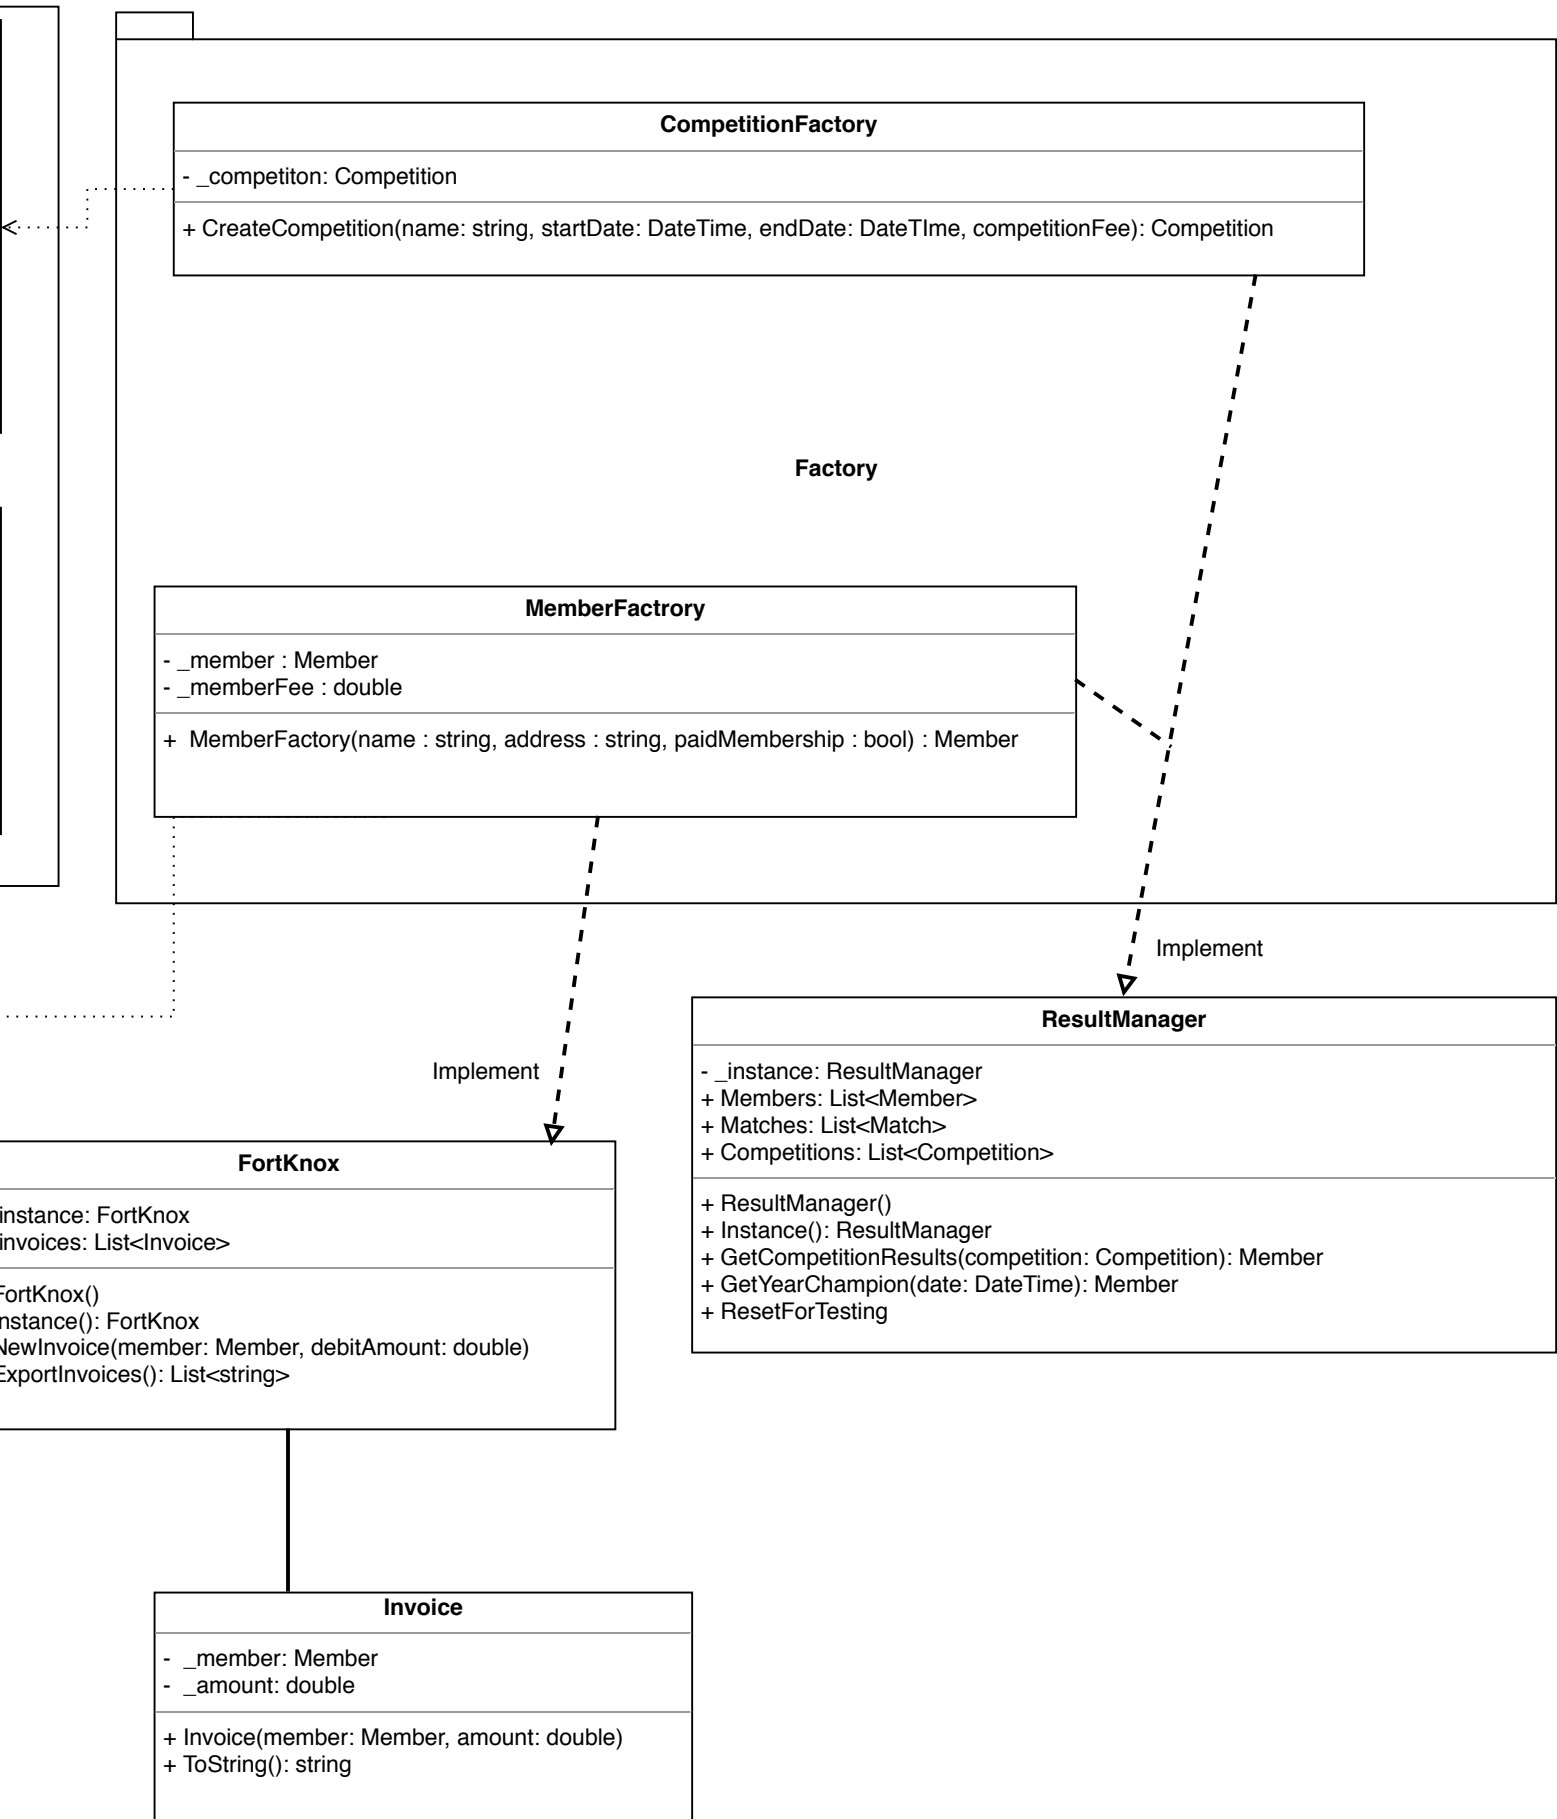 CompetitionFactory
- _competiton: Competition
+ CreateCompetition(name: string, startDate: DateTime, endDate: DateTIme, competitionFee): Competition
Factory
MemberFactrory
- _member : Member
- _memberFee : double
+ MemberFactory(name : string, address : string, paidMembership : bool) : Member
Implement
Implement
ResultManager
- _instance: ResultManager
+ Members: List<Member>
+ Matches: List<Match>
+ Competitions: List<Competition>
+ ResultManager()
+ Instance(): ResultManager
+ GetCompetitionResults(competition: Competition): Member
+ GetYearChampion(date: DateTime): Member
+ ResetForTesting
FortKnox
instance: FortKnox
invoices: List<Invoice>
FortKnox()
nstance(): FortKnox
NewInvoice(member: Member, debitAmount: double)
ExportInvoices(): List<string>
Invoice
- _member: Member
- _amount: double
+ Invoice(member: Member, amount: double)
+ ToString(): string